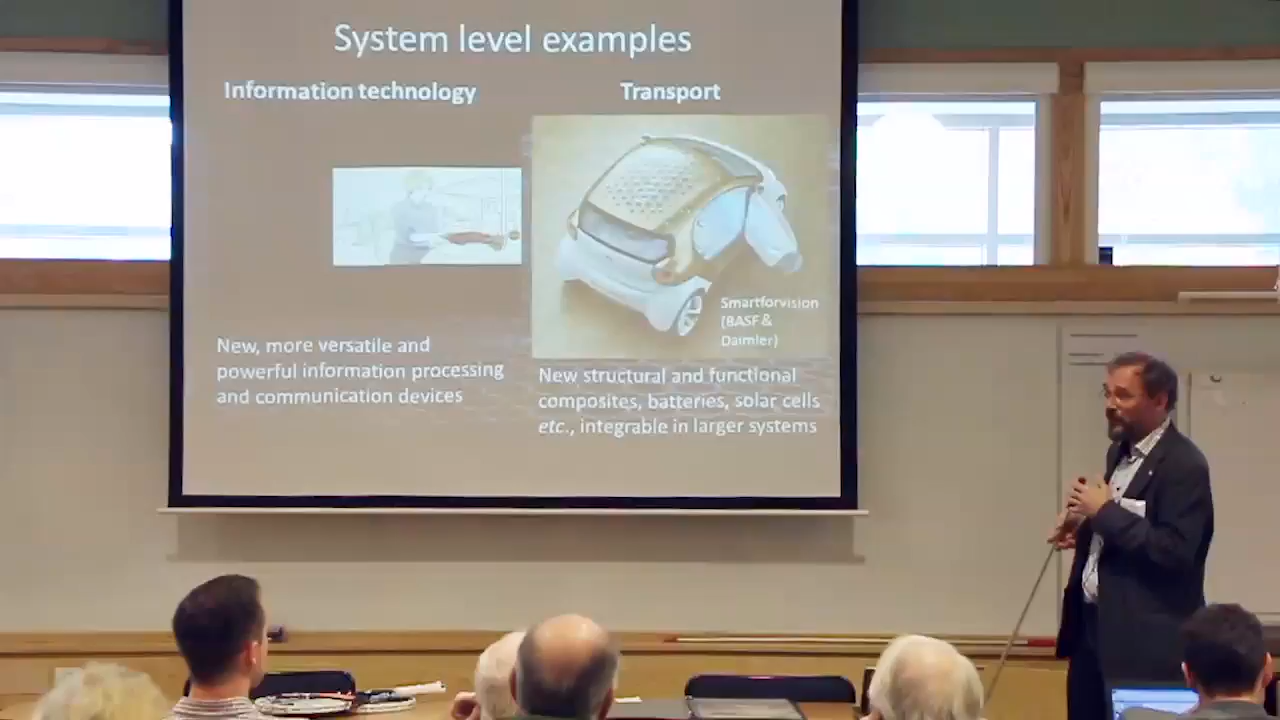 System level examples
Information technology
Transport
Smartforvision
(BASF &
Daimler)
New, more versatile and
powerful information processing
and communication devices
New structural and functional
composites, batteries, solar cells
etc., integrable in larger systems